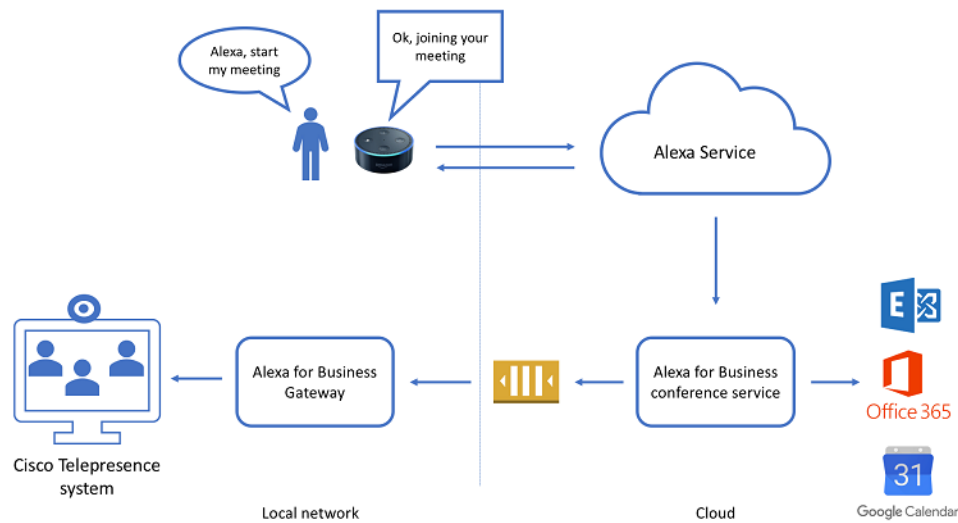 Alexa, start
my meeting
Ok, joining your
meeting
Alexa Service
Alexa for Business
Gateway
Alexa for Business
conference service
E
Office 365
31
Google Calendar
Cisco Telepresence
system
Local network
Cloud